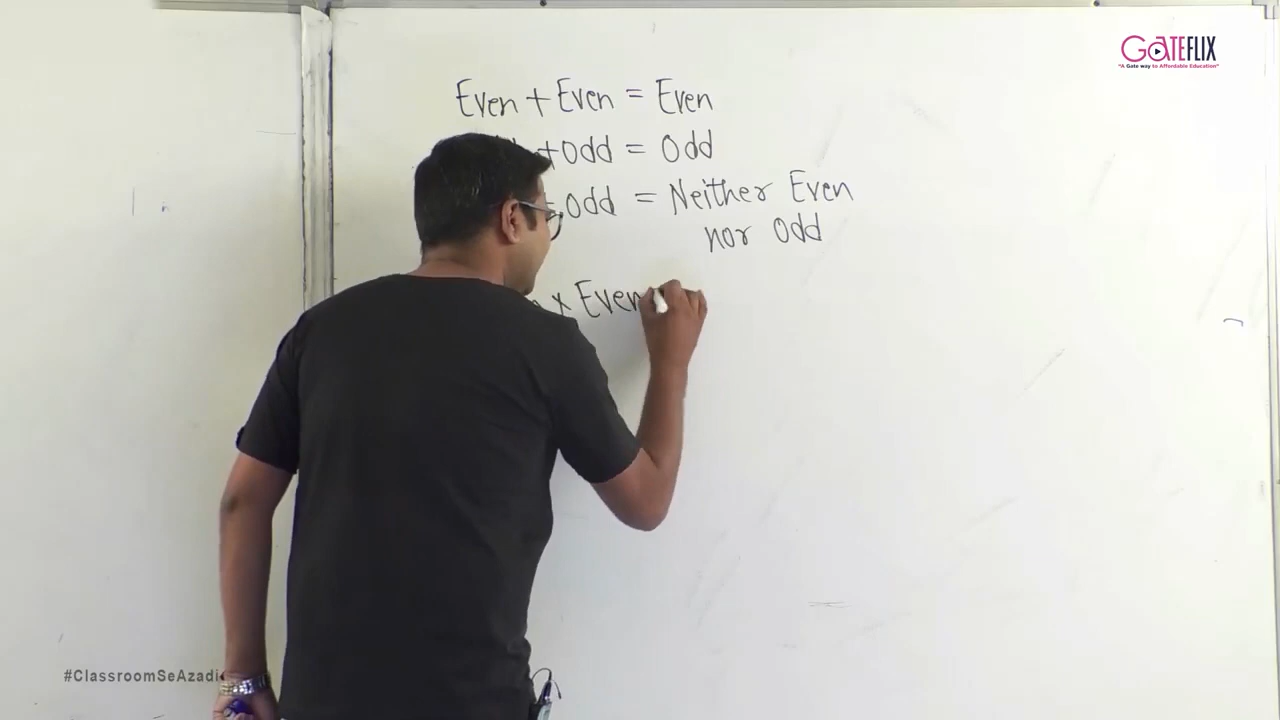 GATEFLIX
"A Gate way to Affordable Education"
Even + Even = Even
+ Odd = Odd
Odd = Neither Even
nor Odd
x Even
#ClassroomSeAzadi